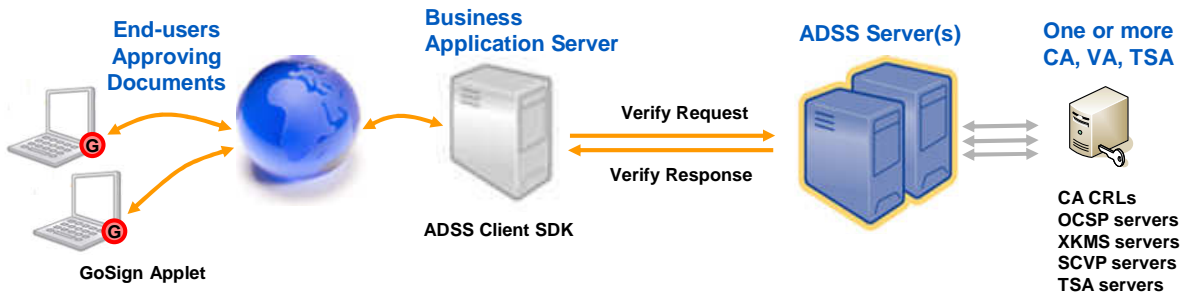 End-users
Approving
Documents
Business
Application Server
ADSS Server(s)
One or more
CA, VA, TSA
G
G
GoSign Applet
ADSS Client SDK
Verify Request
Verify Response
CA CRLs
OCSP servers
XKMS servers
SCVP servers
TSA servers